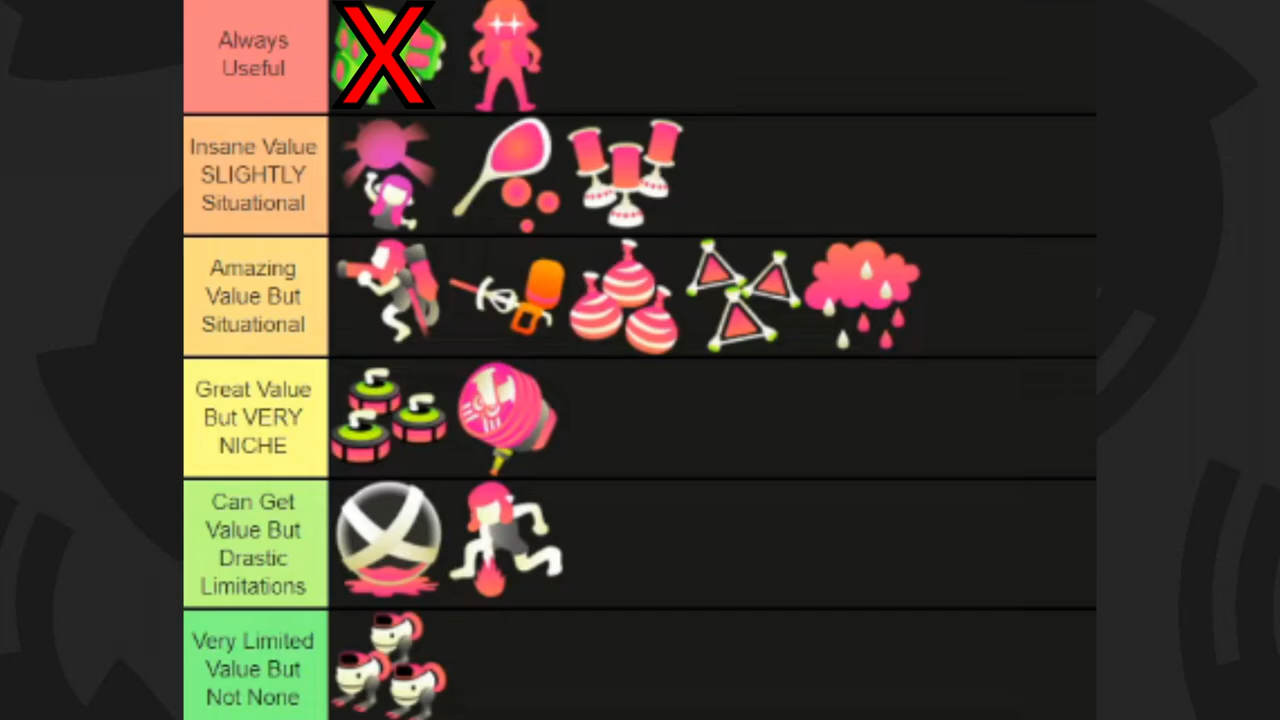 Always
Useful
Insane Value
SLIGHTLY
Situational
Amazing
Value But
Situational
Great Value
But VERY
NICHE
Can Get
Value But
Drastic
Limitations
Very Limited
Value But
Not None